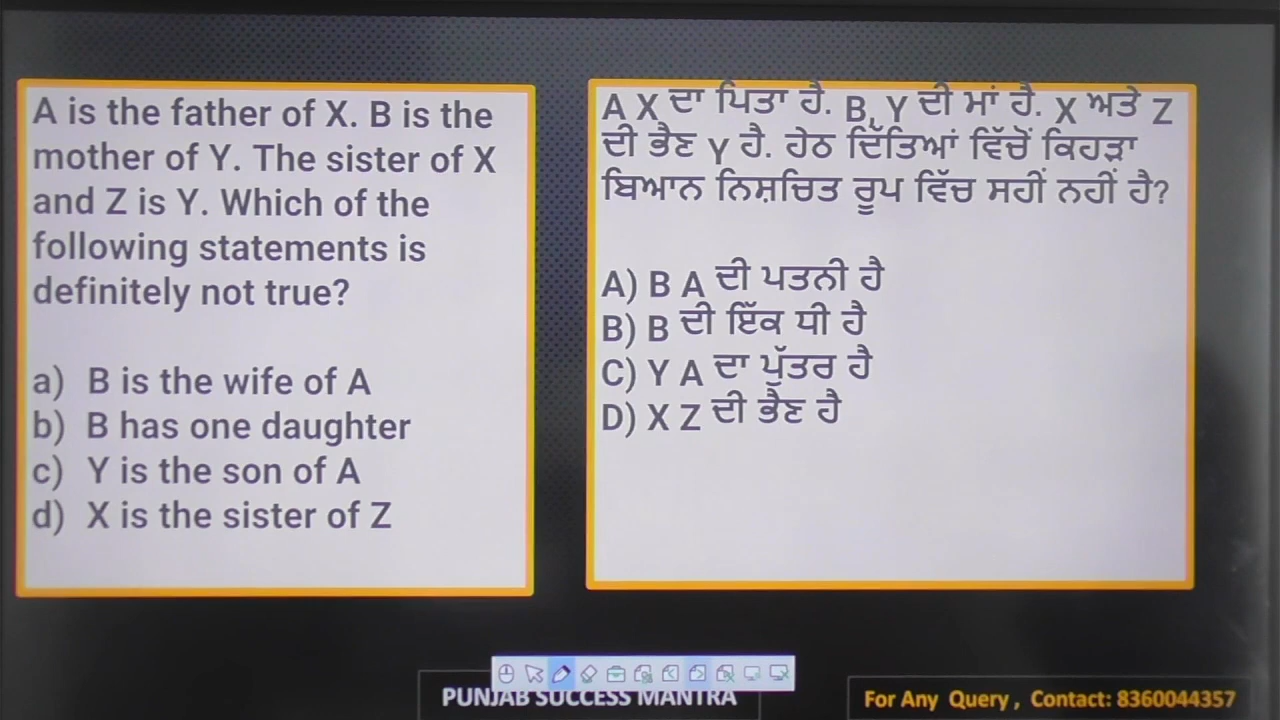 A is the father of X. B is the
mother of Y. The sister of X
and Z is Y. Which of the
following statements is
definitely not true?
a) B is the wife of A
b) B has one daughter
c) Y is the son of A
d) X is the sister of Z
A X ਦਾ ਪਿਤਾ ਹੈ. B, Y ਦੀ ਮਾਂ ਹੈ. X ਅਤੇ Z
ਦੀ ਭੈਣ Y ਹੈ. ਹੇਠ ਦਿੱਤਿਆਂ ਵਿੱਚੋਂ ਕਿਹੜਾ
ਬਿਆਨ ਨਿਸ਼ਚਿਤ ਰੂਪ ਵਿੱਚ ਸਹੀਂ ਨਹੀਂ ਹੈ?
A) B A ਦੀ ਪਤਨੀ ਹੈ
B) B ਦੀ ਇੱਕ ਧੀ ਹੈ
C) Y A ਦਾ ਪੁੱਤਰ ਹੈ
D) X Z ਦੀ ਭੈਣ ਹੈ
PUNJAB SUCCESS MANTRA
For Any Query , Contact: 8360044357